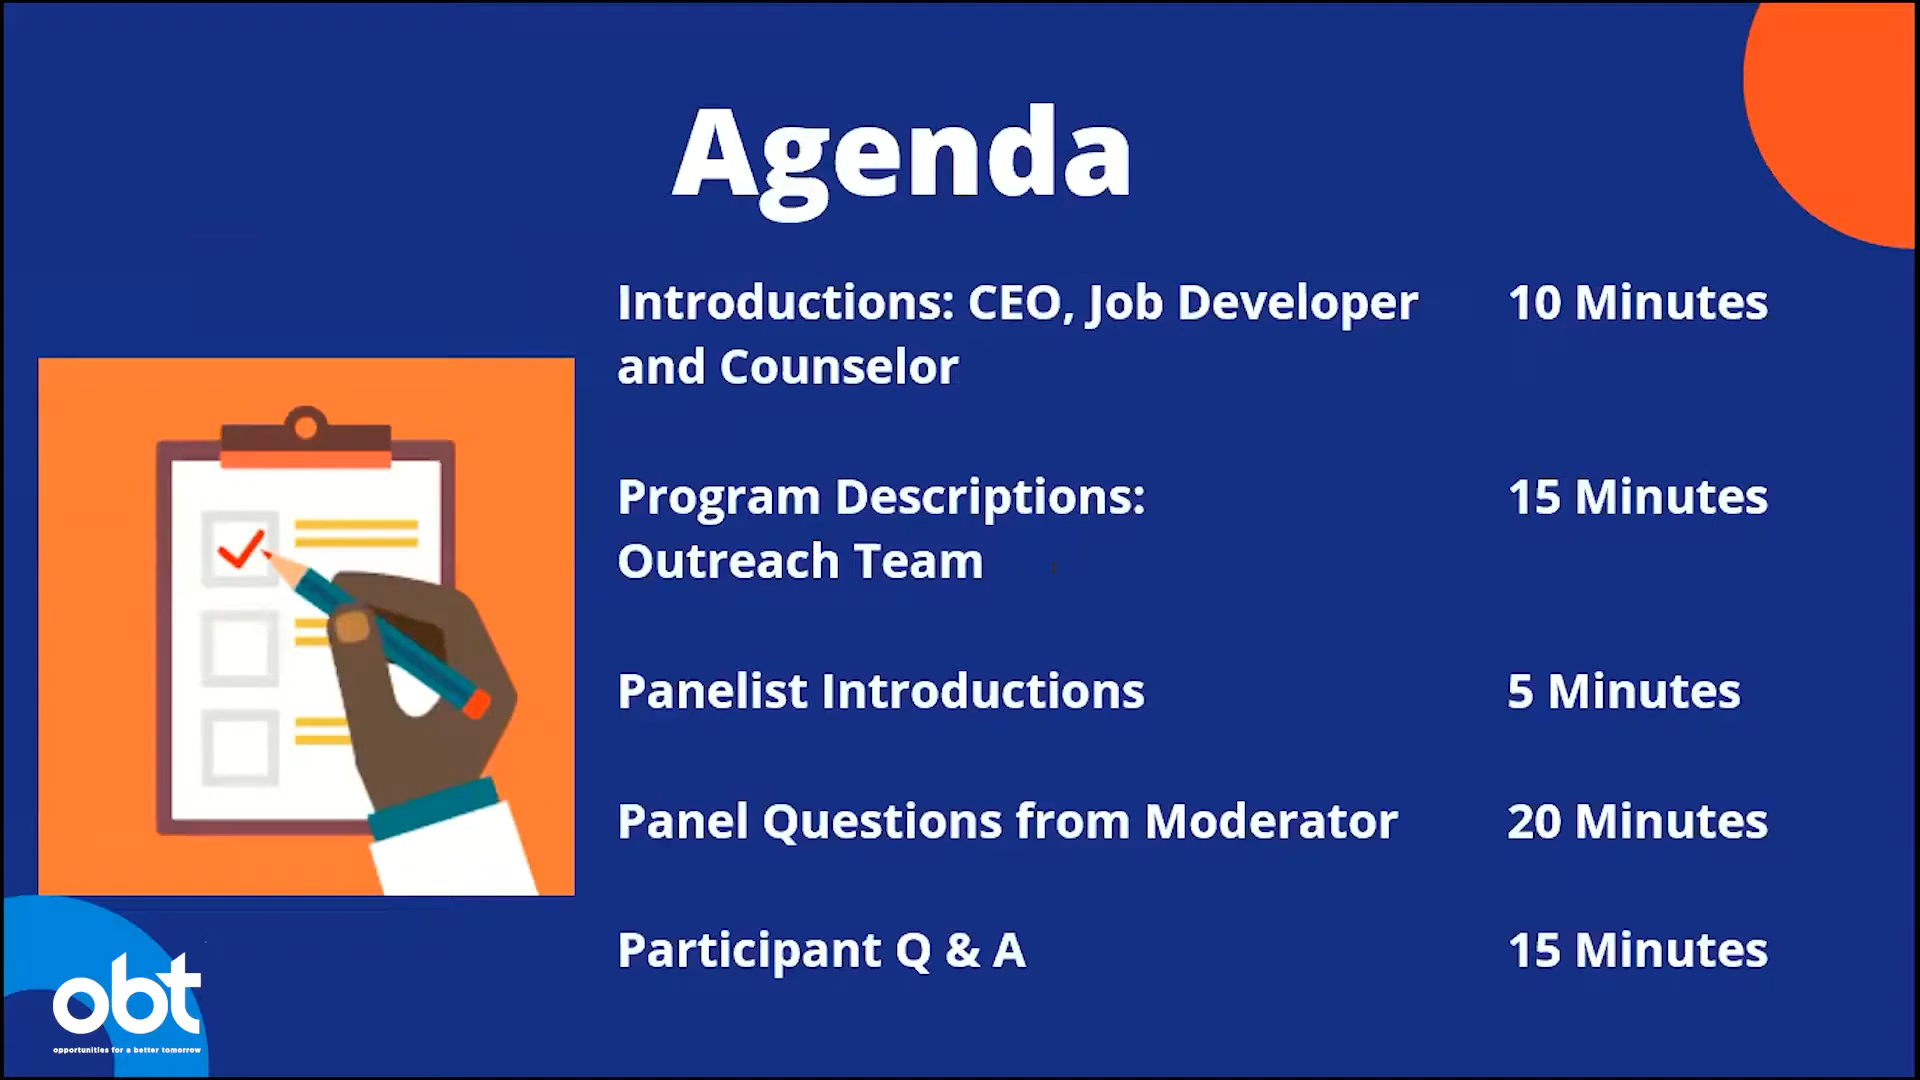 Agenda
Introductions: CEO, Job Developer
and Counselor
10 Minutes
Program Descriptions:
Outreach Team
15 Minutes
Panelist Introductions
5 Minutes
Panel Questions from Moderator
20 Minutes
Participant Q & A
15 Minutes
obt
opportunities for a better tomorrow